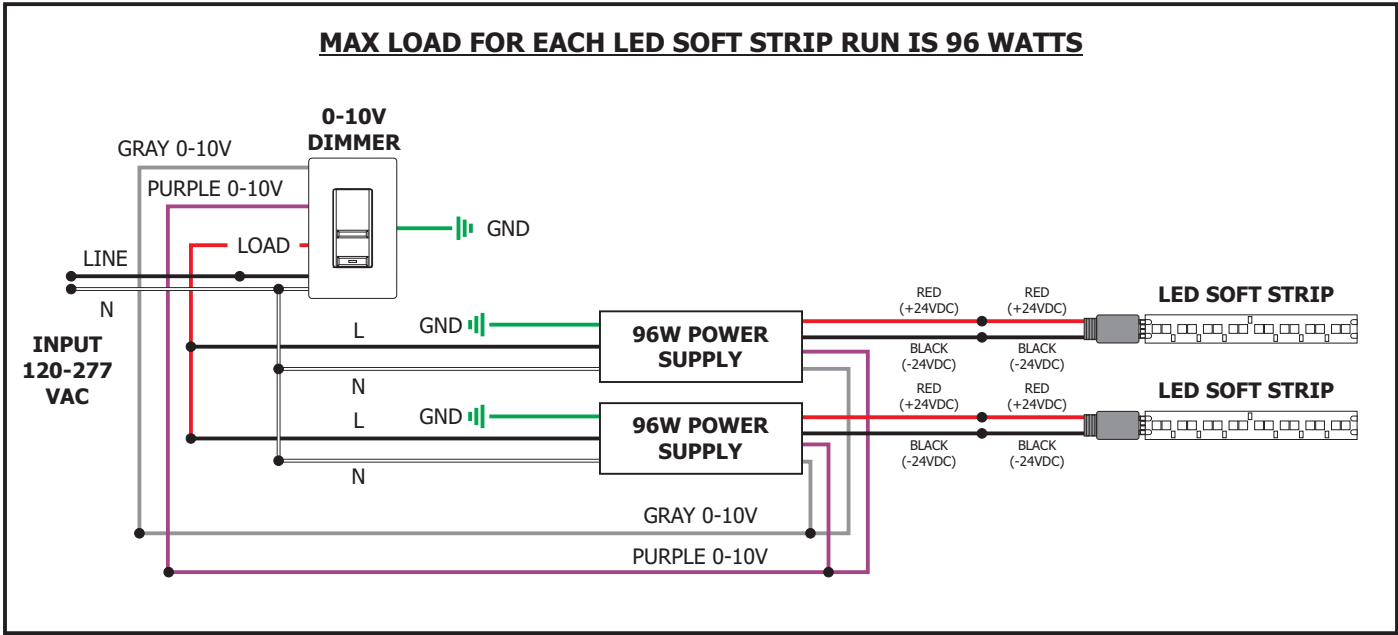 MAX LOAD FOR EACH LED SOFT STRIP RUN IS 96 WATTS
0-10V
DIMMER
GRAY 0-10V
PURPLE 0-10V
LOAD
GND
LINE
N
INPUT
120-277
VAC
L
GND
N
96W POWER
SUPPLY
RED
(+24VDC)
RED
(+24VDC)
BLACK
(-24VDC)
BLACK
(-24VDC)
LED SOFT STRIP
L
GND
N
96W POWER
SUPPLY
RED
(+24VDC)
RED
(+24VDC)
BLACK
(-24VDC)
BLACK
(-24VDC)
LED SOFT STRIP
GRAY 0-10V
PURPLE 0-10V